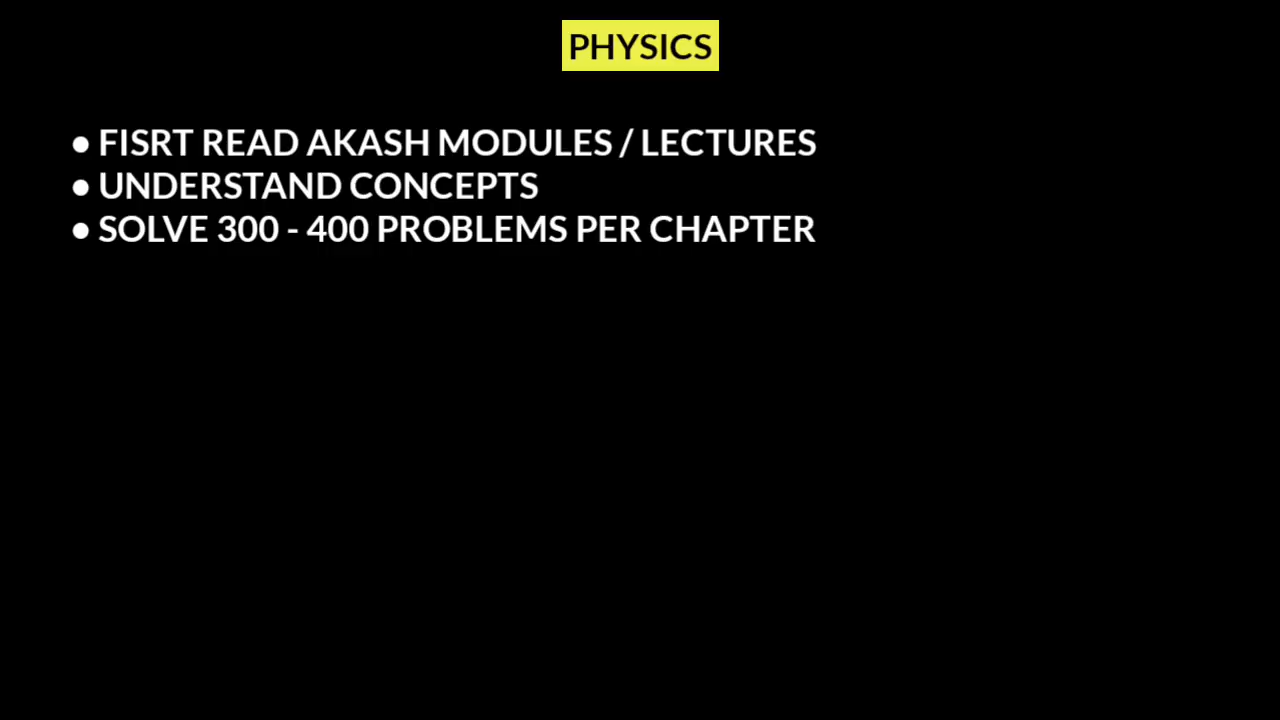 PHYSICS
● FISRT READ AKASH MODULES / LECTURES
● UNDERSTAND CONCEPTS
● SOLVE 300 - 400 PROBLEMS PER CHAPTER